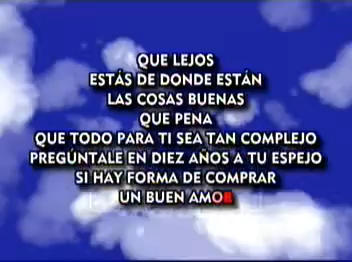 QUE LEJOS
ESTÁS DE DONDE ESTÁN
LAS COSAS BUENAS
QUE PENA
QUE TODO PARA TI SEA TAN COMPLEJO
PREGÚNTALE EN DIEZ AÑOS A TU ESPEJO
SI HAY FORMA DE COMPRAR
UN BUEN AMOR